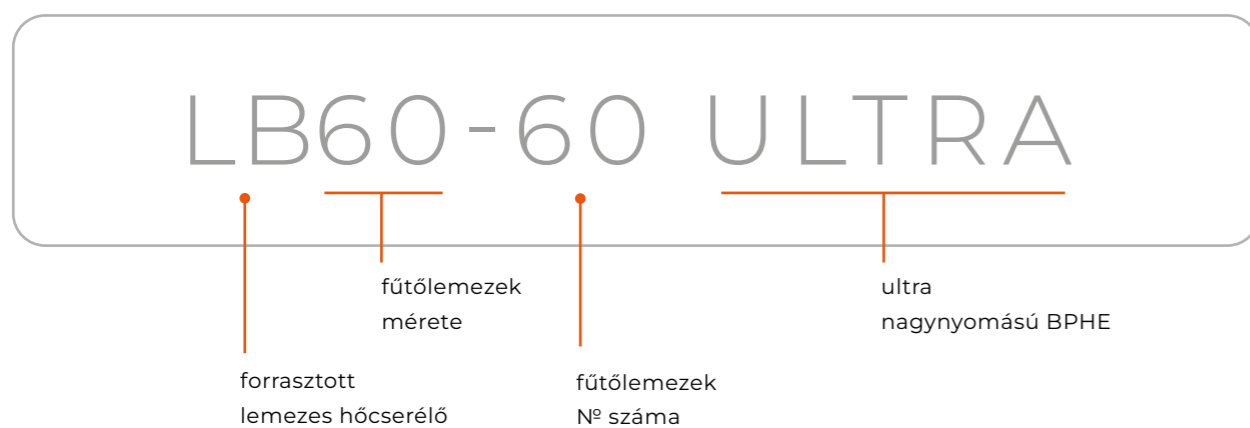 LB60-60 ULTRA
fűtőlemezek
mérete
ultra
nagynyomású BPHE
forrasztott
lemezes hőcserélő
fűtőlemezek
Nº száma